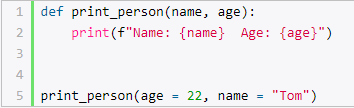 1 def print_person(name, age):
2     print(f"Name: {name}  Age: {age}")
3
4
5 print_person(age = 22, name = "Tom")